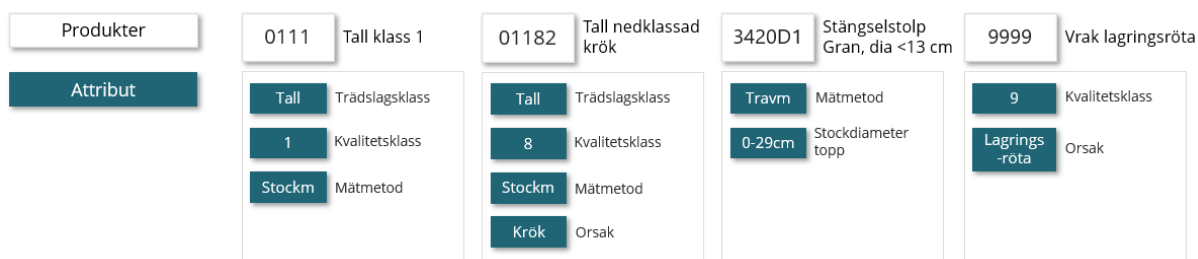 Produkter
Attribut
0111
Tall klass 1
Tall
Trädslagsklass
1
Kvalitetsklass
Stockm
Mätmetod
01182
Tall nedklassad
krök
Tall
Trädslagsklass
8
Kvalitetsklass
Stockm
Mätmetod
Krök
Orsak
3420D1
Stängselstolp
Gran, dia <13 cm
Travm
Mätmetod
0-29cm
Stockdiameter
topp
9999
Vrak lagringsröta
9
Kvalitetsklass
Lagrings
-röta
Orsak